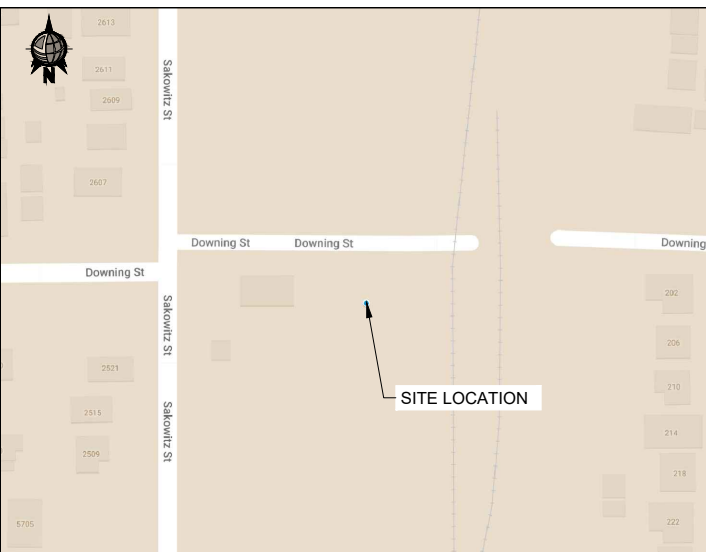 2613
N
2611
2609
Sakowitz St
2607
Downing St
Downing St
Downing
Downing St
Sakowitz St
202
206
2521
210
SITE LOCATION
2515
214
Sakowitz St
2509
218
5705
222